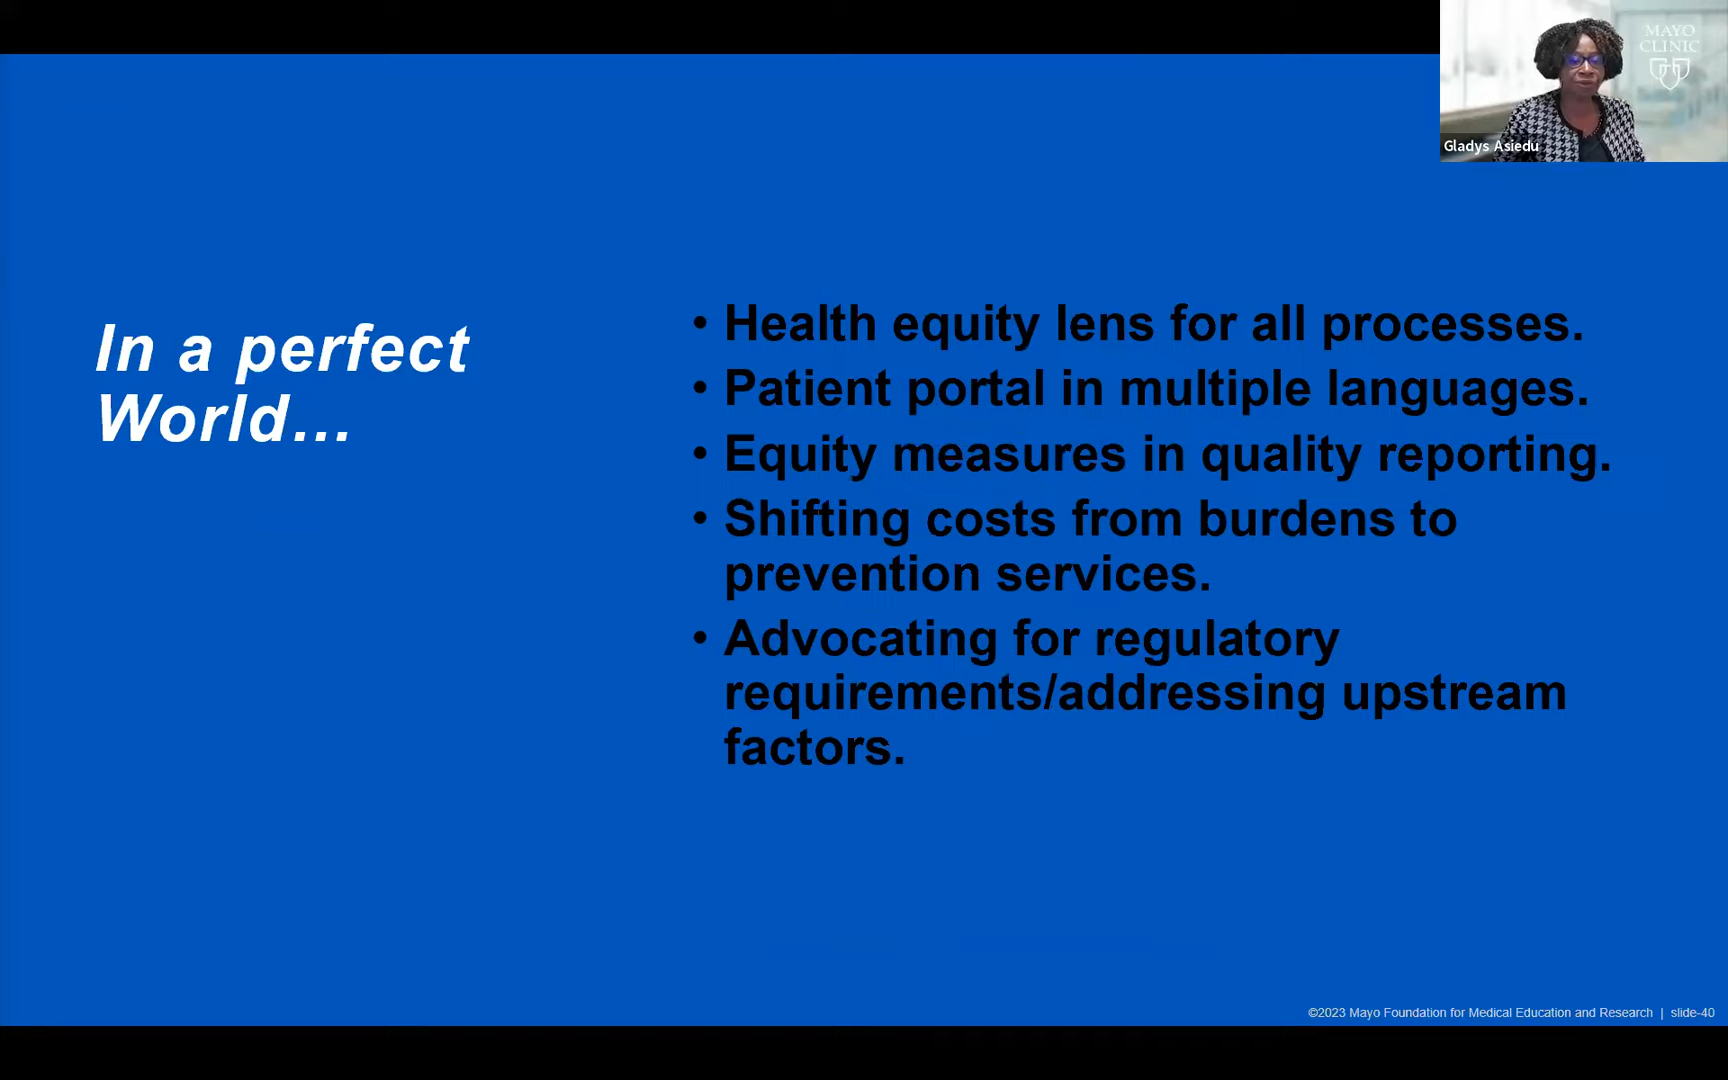 MAYO
CLINIC
Gladys Asiedu
In a perfect
World...
• Health equity lens for all processes.
• Patient portal in multiple languages.
• Equity measures in quality reporting.
• Shifting costs from burdens to
prevention services.
• Advocating for regulatory
requirements/addressing upstream
factors.
©2023 Mayo Foundation for Medical Education and Research | slide-40